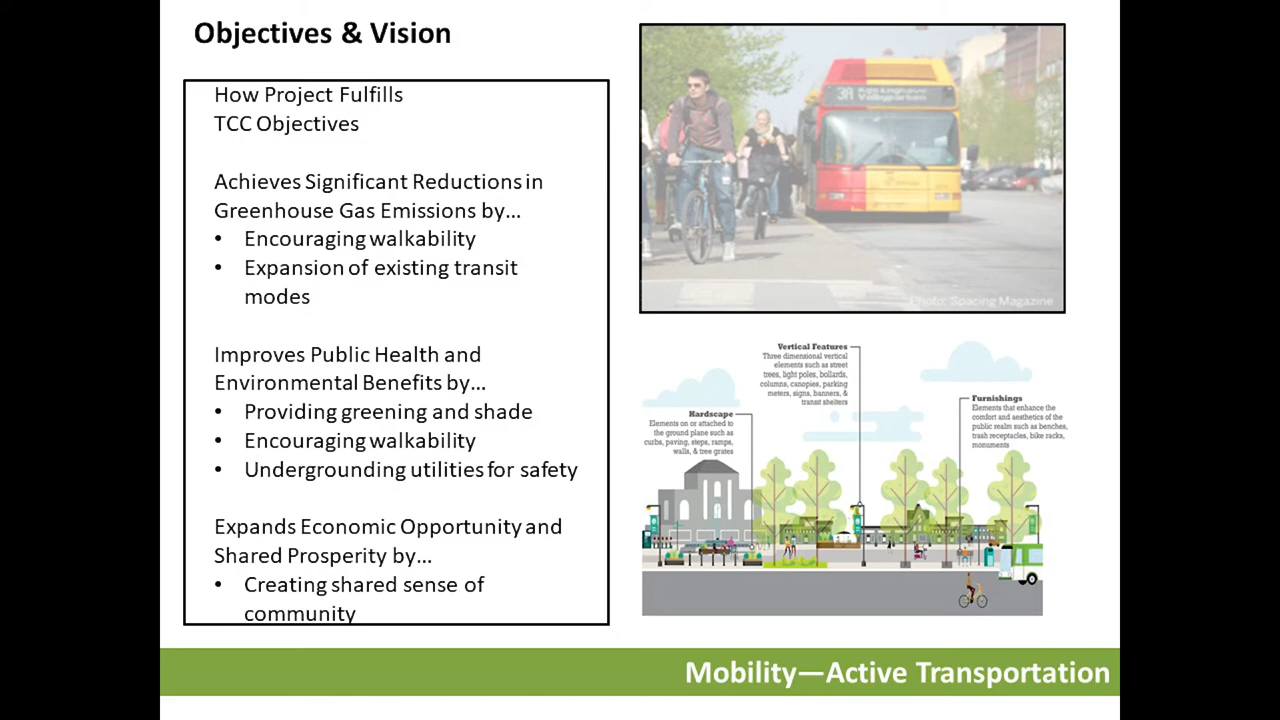 Objectives & Vision
How Project Fulfills
TCC Objectives
Achieves Significant Reductions in
Greenhouse Gas Emissions by...
• Encouraging walkability
• Expansion of existing transit
modes
Improves Public Health and
Environmental Benefits by...
• Providing greening and shade
• Encouraging walkability
• Undergrounding utilities for safety
Expands Economic Opportunity and
Shared Prosperity by...
• Creating shared sense of
community
3A
Photo: Spacing Magazine
Vertical Features
Three dimensional vertical
elements such as street
trees, light poles, bollards,
columns, canopies, parking
meters, signs, banners, &
transit shelters
Hardscape
Elements on or attached to
the ground plane such as
curbs, paving, steps, ramps,
walls, & tree grates
Furnishings
Elements that enhance the
comfort and aesthetics of the
public realm such as benches,
trash receptacles, bike racks,
monuments
Mobility—Active Transportation